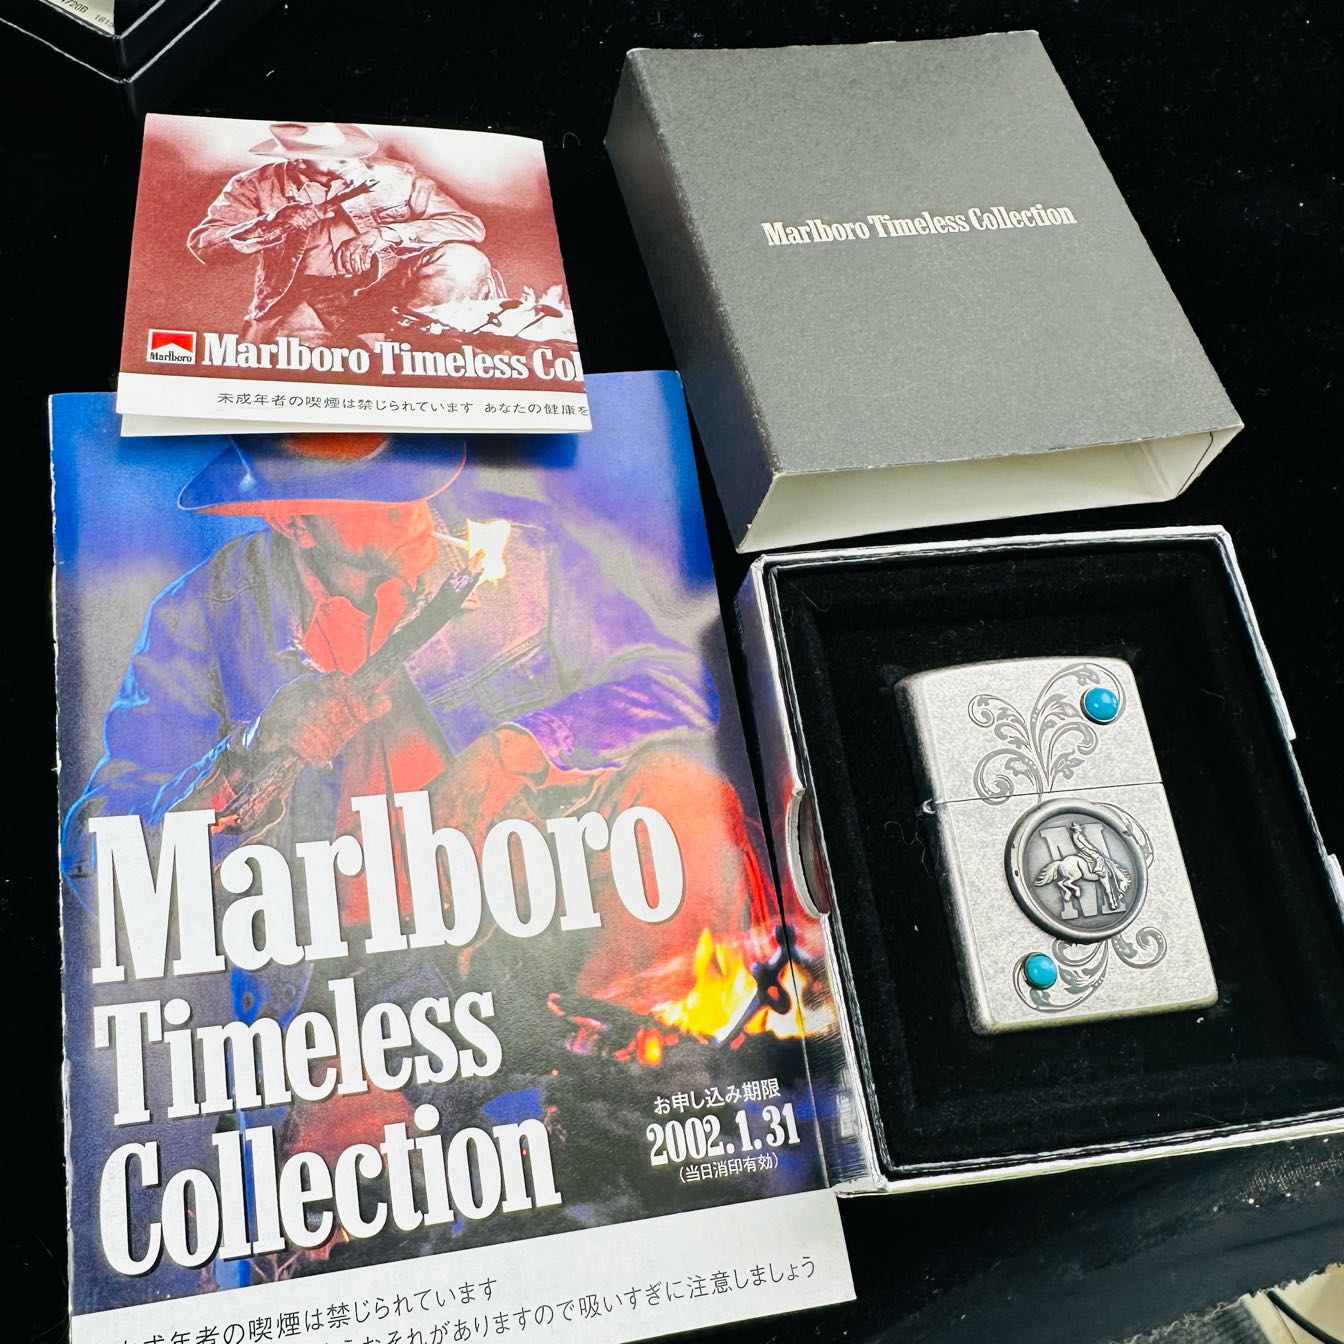 Marlboro Timeless Collection
Marlboro
Marlboro Timeless Col
未成年者の喫煙は禁じられています あなたの健康を
Marlboro
Timeless
Collection
お申し込み期限
2002.1.31
(当日消印有効)
成年者の喫煙は禁じられています
おそれがありますので吸いすぎに注意しましょう
M